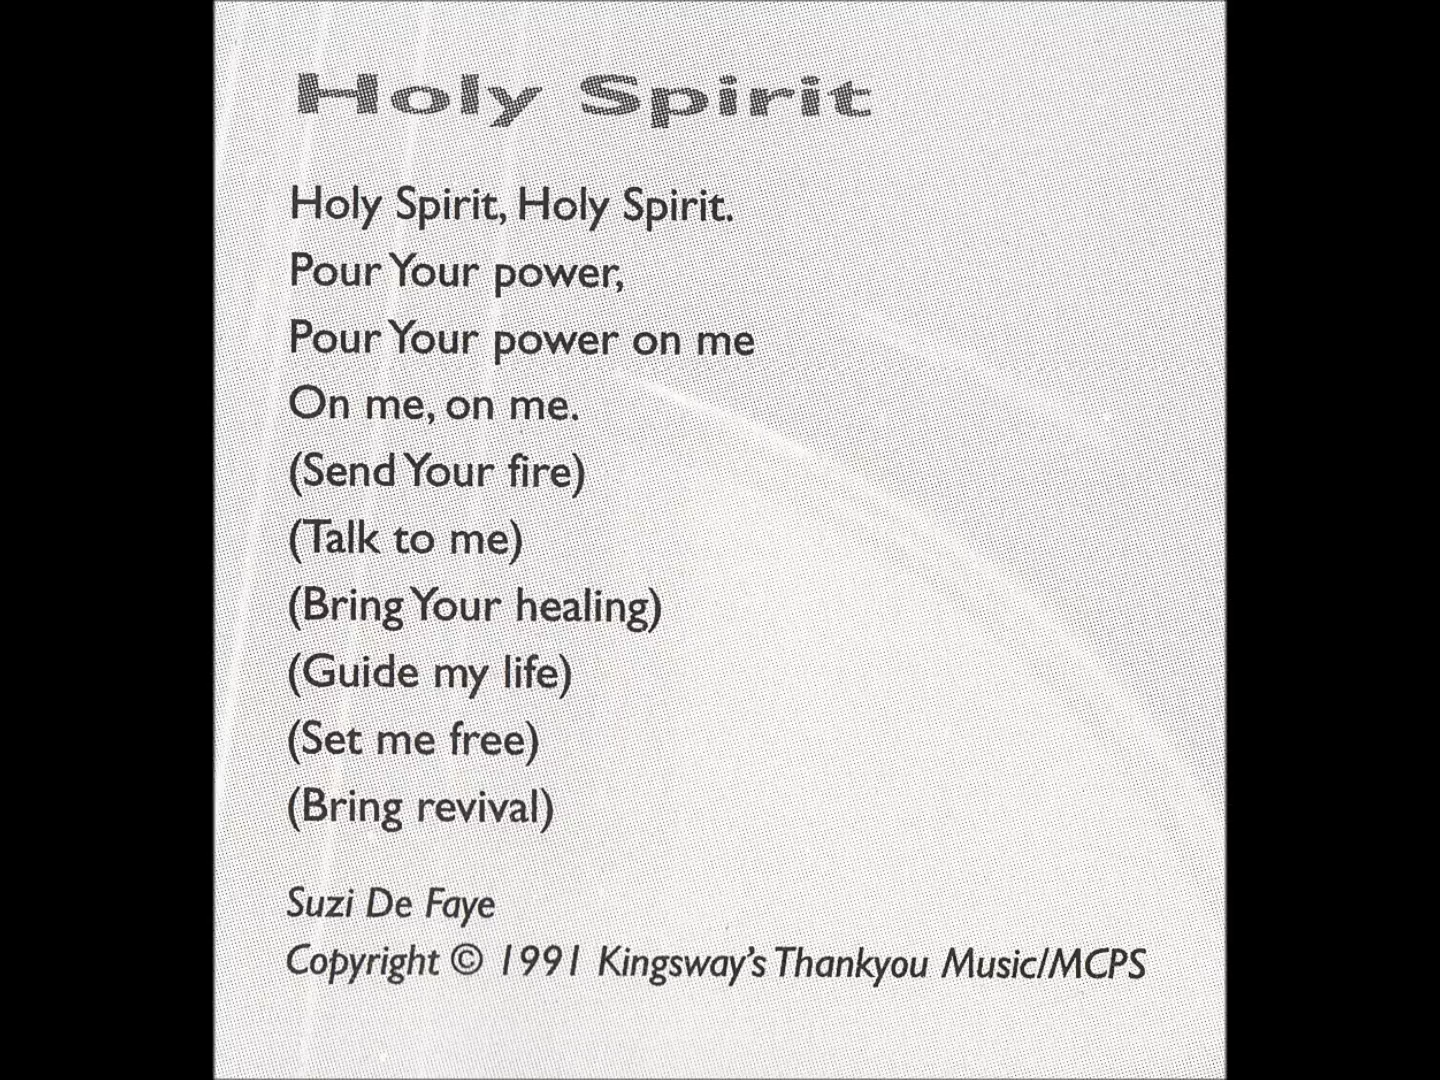 Holy Spirit
Holy Spirit, Holy Spirit.
Pour Your power,
Pour Your power on me
On me, on me.
(Send Your fire)
(Talk to me)
(Bring Your healing)
(Guide my life)
(Set me free)
(Bring revival)
Suzi De Faye
Copyright © 1991 Kingsway's Thankyou Music/MCPS